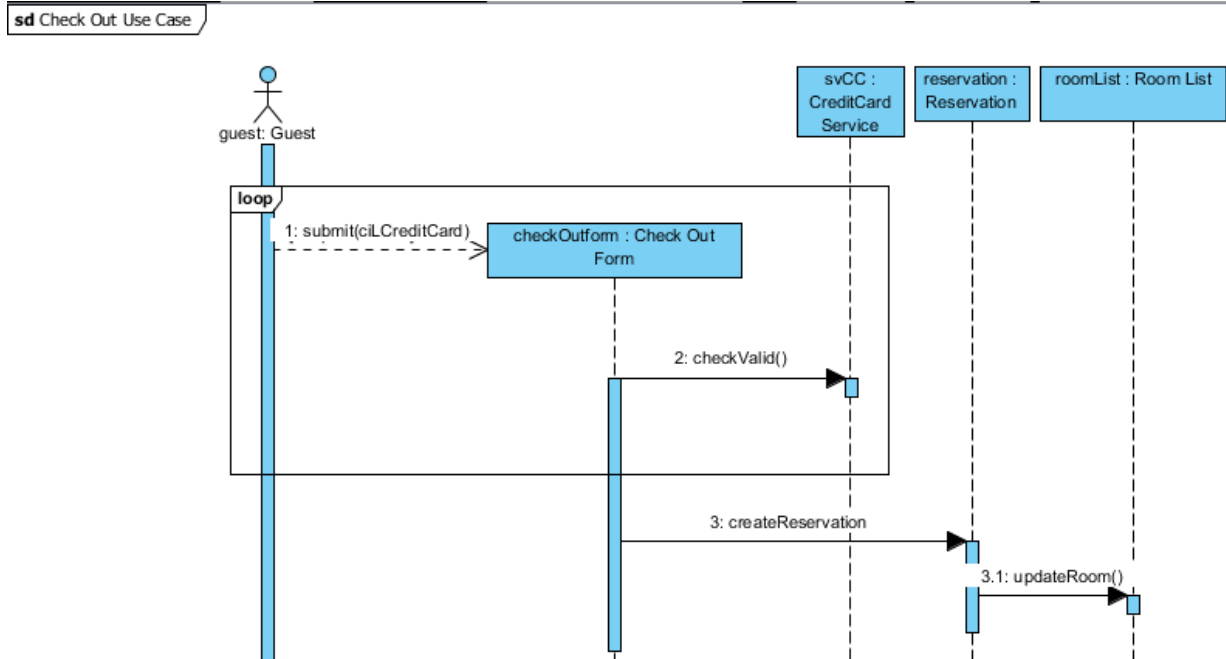 sd Check Out Use Case
guest: Guest
svCC :
CreditCard
Service
reservation :
Reservation
roomList : Room List
loop
1: submit(ciLCreditCard)
checkOutform : Check Out
Form
2: checkValid()
3: createReservation
3.1: updateRoom()